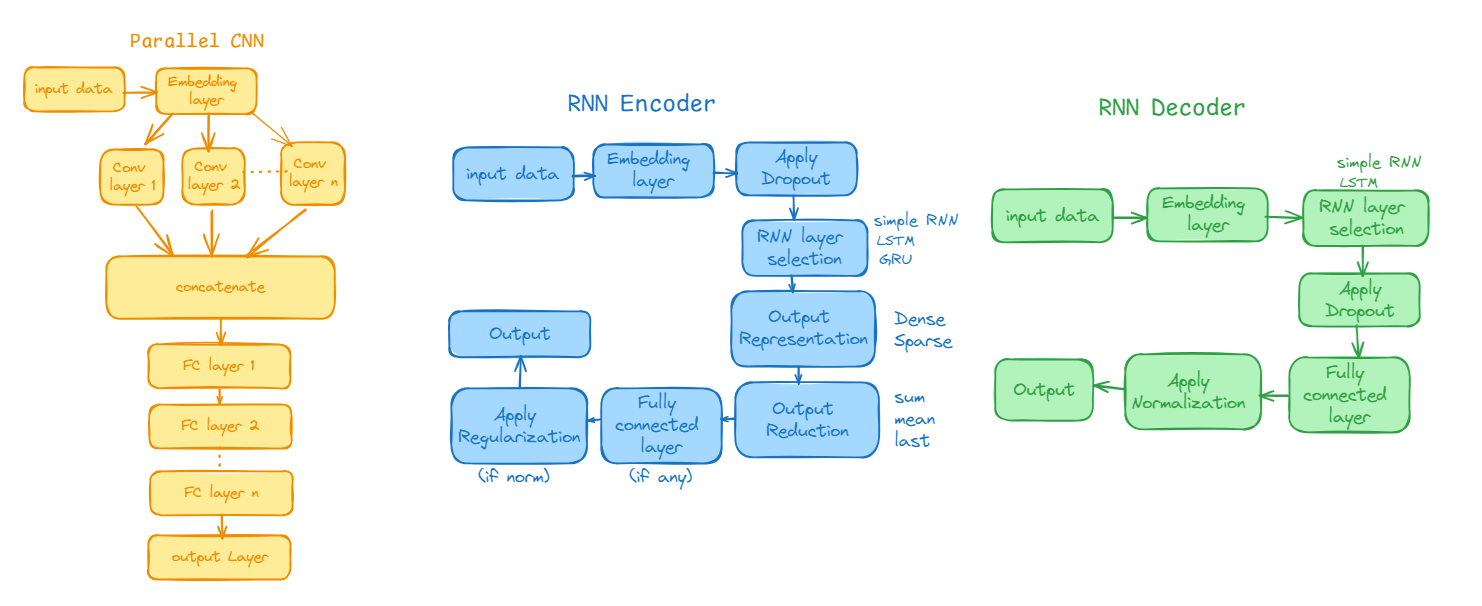 Parallel CNN
input data
Embedding
layer
Conv
layer 1
Conv
layer 2
Conv
layer n
concatenate
FC layer 1
FC layer 2
FC layer n
output Layer
RNN Encoder
input data
Embedding
layer
Apply
Dropout
RNN layer
selection
simple RNN
LSTM
GRU
Output
Representation
Dense
Sparse
Output
Reduction
sum
mean
last
Fully
connected
layer
(if any)
Apply
Regularization
(if norm)
Output
RNN Decoder
input data
Embedding
layer
simple RNN
LSTM
RNN layer
selection
Apply
Dropout
Fully
connected
layer
Apply
Normalization
Output